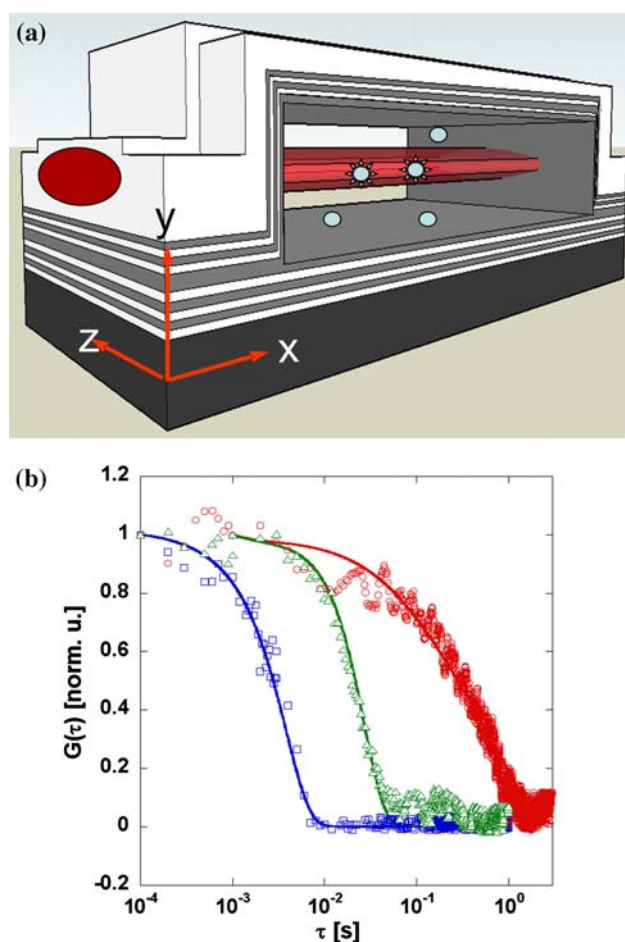 (a)
y
z
x
(b)
1.2
1
0.8
0.6
0.4
0.2
0
-0.2
G(τ) [norm. u.]
10⁻⁴ 10⁻³ 10⁻² 10⁻¹ 10⁰
τ [s]